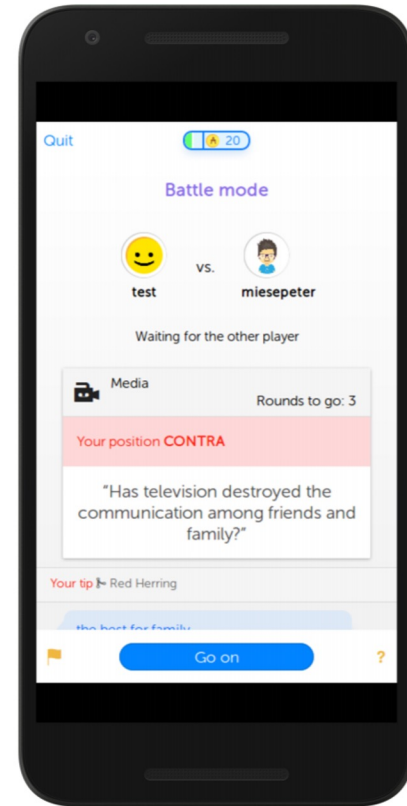 Quit
20
Battle mode
vs.
test
miesepeter
Waiting for the other player
Media
Rounds to go: 3
Your position CONTRA
"Has television destroyed the
communication among friends and
family?"
Your tip Red Herring
the best for family
Go on
?